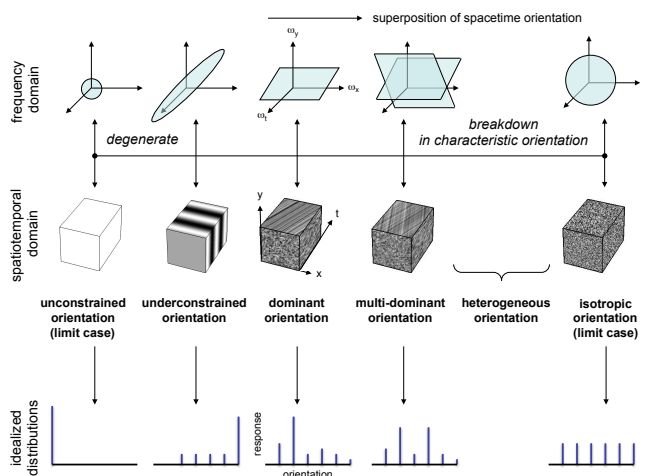 superposition of spacetime orientation
frequency
domain
ωy
ωx
ωt
degenerate
breakdown
in characteristic orientation
spatiotemporal
domain
y
t
x
unconstrained
orientation
(limit case)
underconstrained
orientation
dominant
orientation
multi-dominant
orientation
heterogeneous
orientation
isotropic
orientation
(limit case)
idealized
distributions
response
orientation